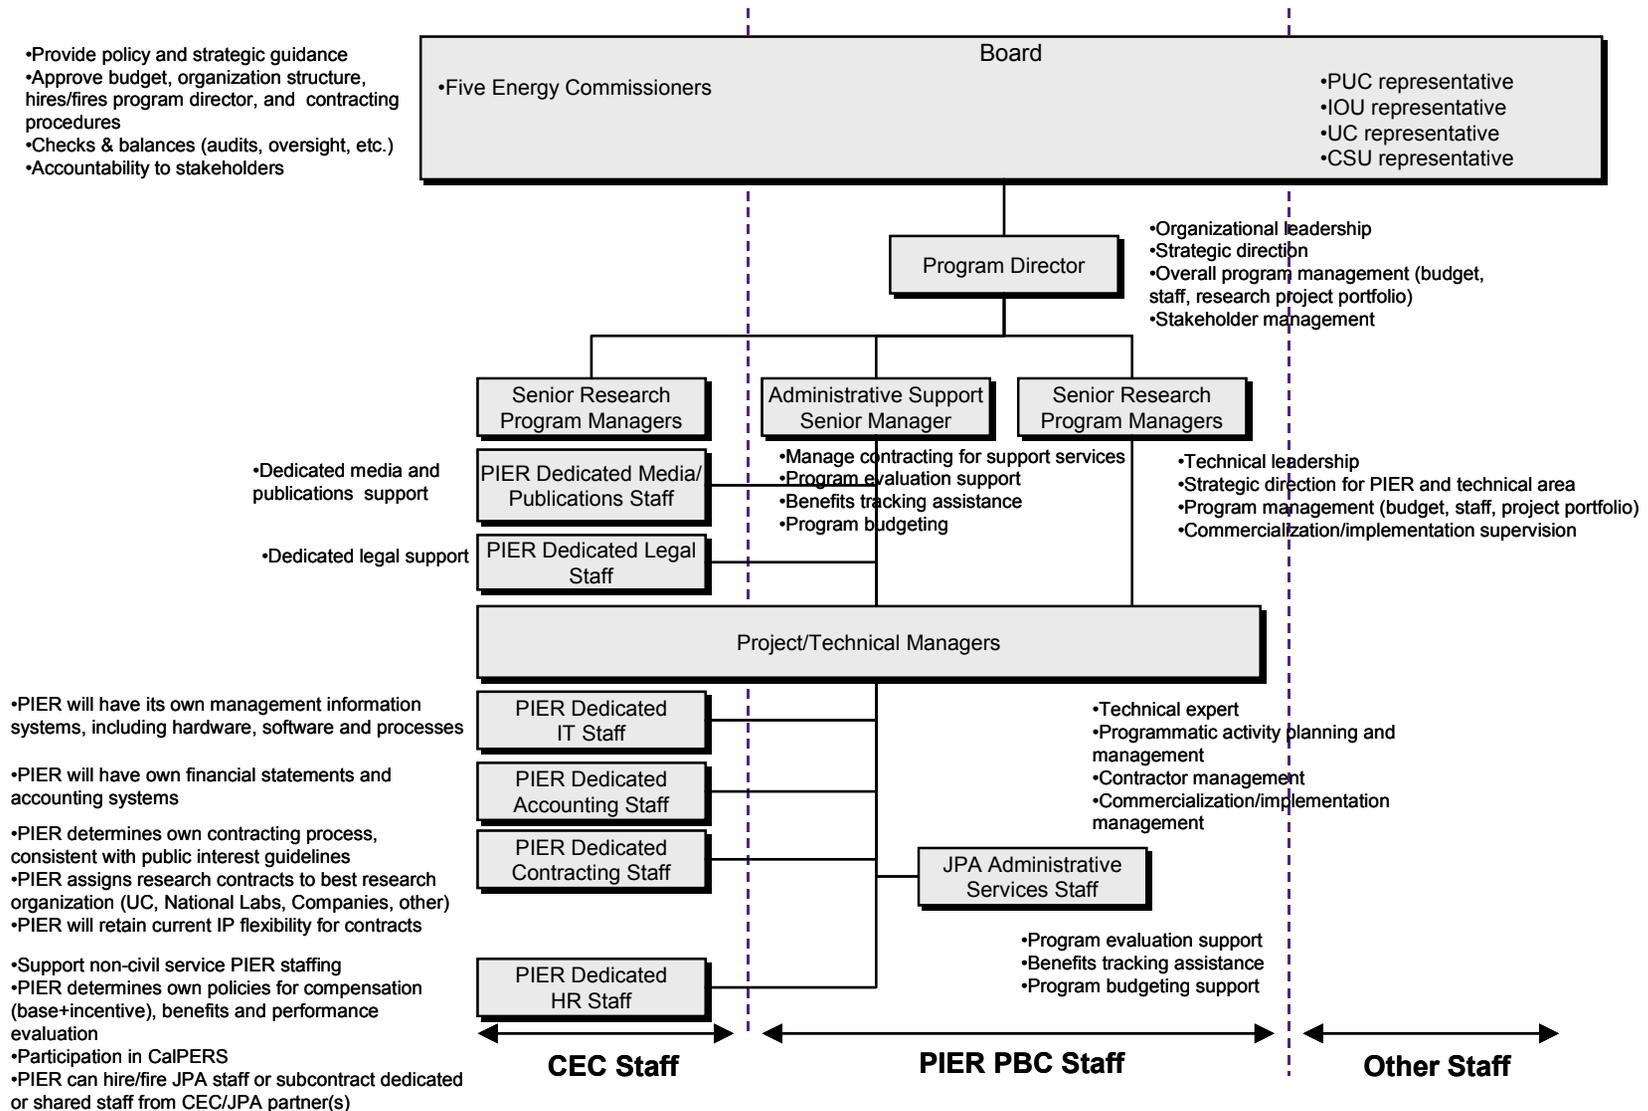 Board
•Provide policy and strategic guidance
•Approve budget, organization structure,
hires/fires program director, and contracting
procedures
•Checks & balances (audits, oversight, etc.)
•Accountability to stakeholders
•Five Energy Commissioners
•PUC representative
•IOU representative
•UC representative
•CSU representative
Program Director
•Organizational leadership
•Strategic direction
•Overall program management (budget,
staff, research project portfolio)
•Stakeholder management
Senior Research
Program Managers
Administrative Support
Senior Manager
Senior Research
Program Managers
•Dedicated media and
publications support
PIER Dedicated Media/
Publications Staff
•Manage contracting for support services
•Program evaluation support
•Benefits tracking assistance
•Program budgeting
•Technical leadership
•Strategic direction for PIER and technical area
•Program management (budget, staff, project portfolio)
•Commercialization/implementation supervision
•Dedicated legal support
PIER Dedicated Legal
Staff
Project/Technical Managers
•PIER will have its own management information
systems, including hardware, software and processes
PIER Dedicated
IT Staff
•Technical expert
•Programmatic activity planning and
management
•Contractor management
•Commercialization/implementation
management
•PIER will have own financial statements and
accounting systems
PIER Dedicated
Accounting Staff
•PIER determines own contracting process,
consistent with public interest guidelines
•PIER assigns research contracts to best research
organization (UC, National Labs, Companies, other)
•PIER will retain current IP flexibility for contracts
PIER Dedicated
Contracting Staff
JPA Administrative
Services Staff
•Program evaluation support
•Benefits tracking assistance
•Program budgeting support
•Support non-civil service PIER staffing
•PIER determines own policies for compensation
(base+incentive), benefits and performance
evaluation
•Participation in CalPERS
•PIER can hire/fire JPA staff or subcontract dedicated
or shared staff from CEC/JPA partner(s)
PIER Dedicated
HR Staff
CEC Staff
PIER PBC Staff
Other Staff